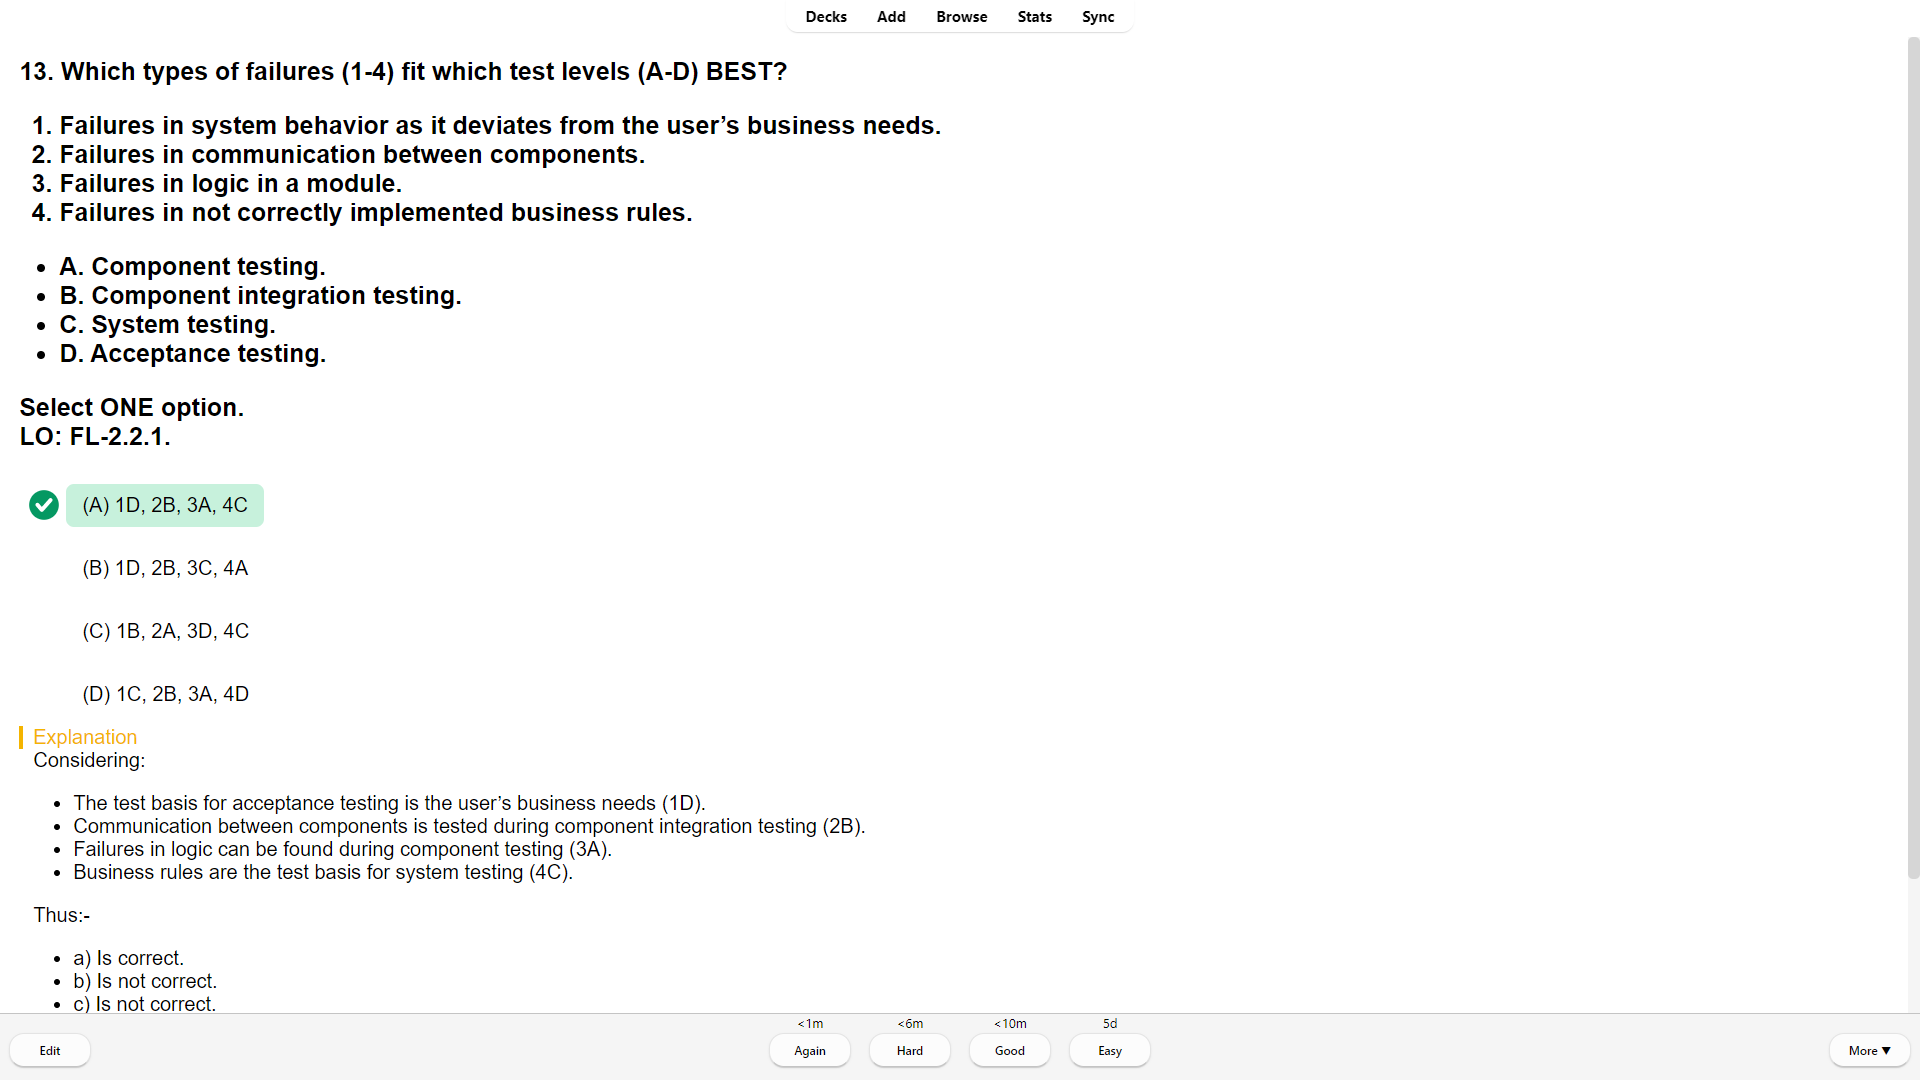 Decks Add Browse Stats Sync
13. Which types of failures (1-4) fit which test levels (A-D) BEST?
1. Failures in system behavior as it deviates from the user’s business needs.
2. Failures in communication between components.
3. Failures in logic in a module.
4. Failures in not correctly implemented business rules.
• A. Component testing.
• B. Component integration testing.
• C. System testing.
• D. Acceptance testing.
Select ONE option.
LO: FL-2.2.1.
(A) 1D, 2B, 3A, 4C
(B) 1D, 2B, 3C, 4A
(C) 1B, 2A, 3D, 4C
(D) 1C, 2B, 3A, 4D
Explanation
Considering:
• The test basis for acceptance testing is the user’s business needs (1D).
• Communication between components is tested during component integration testing (2B).
• Failures in logic can be found during component testing (3A).
• Business rules are the test basis for system testing (4C).
Thus:-
• a) Is correct.
• b) Is not correct.
• c) Is not correct.
<1m <6m <10m 5d
Edit Again Hard Good Easy More ▼